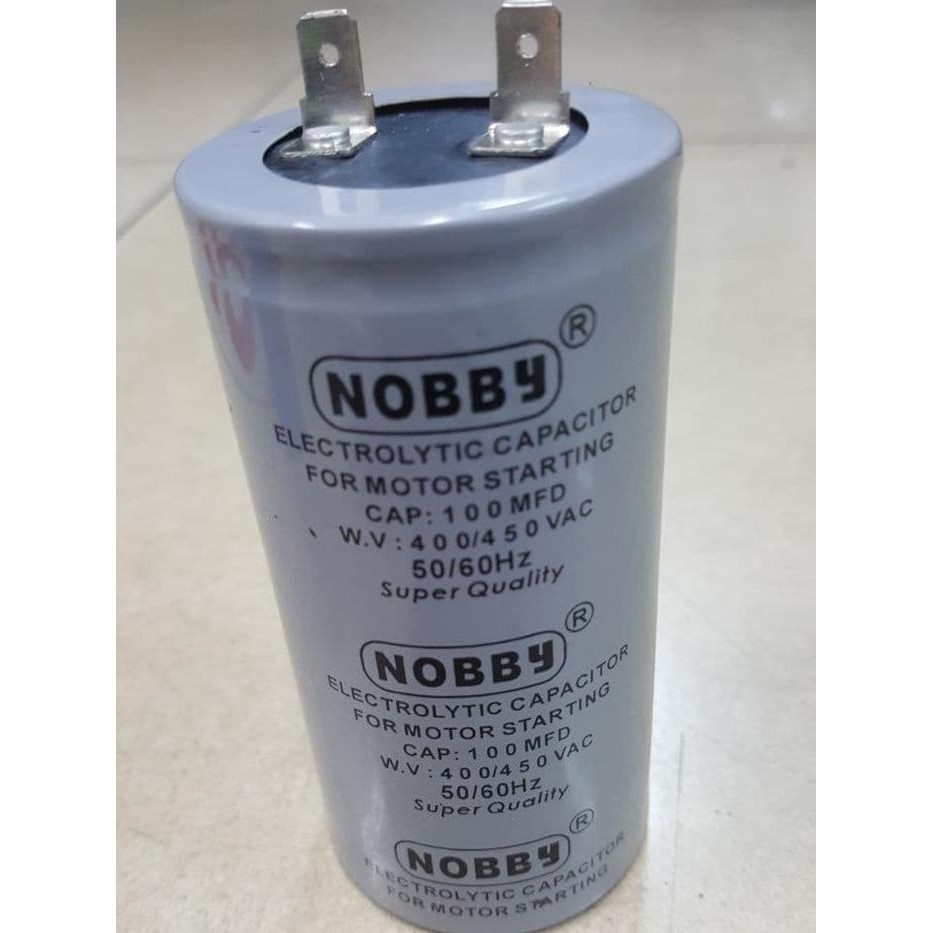 NOBBY ®
ELECTROLYTIC CAPACITOR
FOR MOTOR STARTING
CAP: 100 MFD
W.V : 400/450 VAC
50/60Hz
Super Quality
NOBBY ®
ELECTROLYTIC CAPACITOR
FOR MOTOR STARTING
CAP: 100 MFD
W.V : 400/450 VAC
50/60Hz
Super Quality
NOBBY ®
ELECTROLYTIC CAPACITOR
FOR MOTOR STARTING